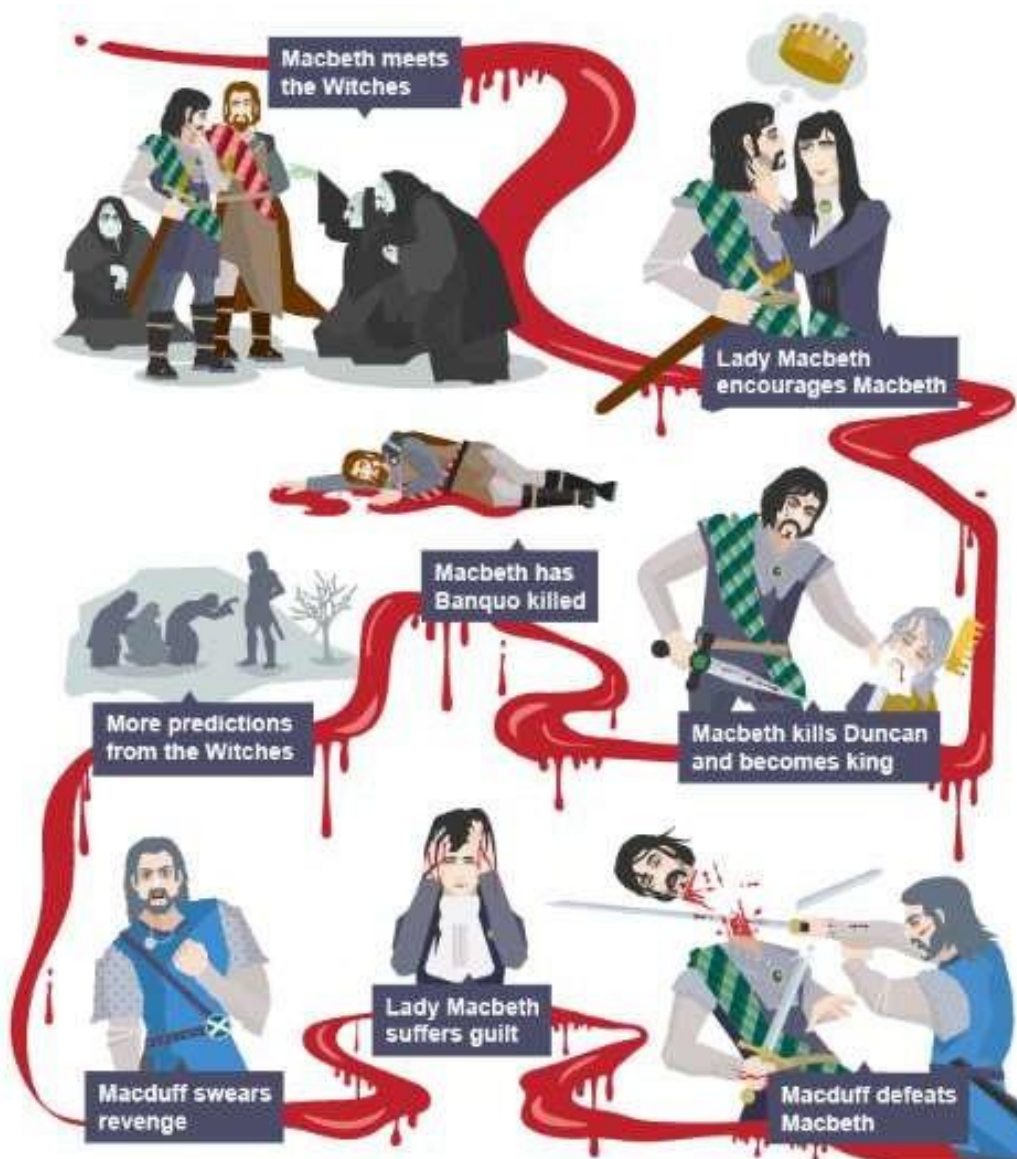 Macbeth meets
the Witches
Lady Macbeth
encourages Macbeth
Macbeth kills Duncan
and becomes king
Macbeth has
Banquo killed
More predictions
from the Witches
Macduff swears
revenge
Lady Macbeth
suffers guilt
Macduff defeats
Macbeth